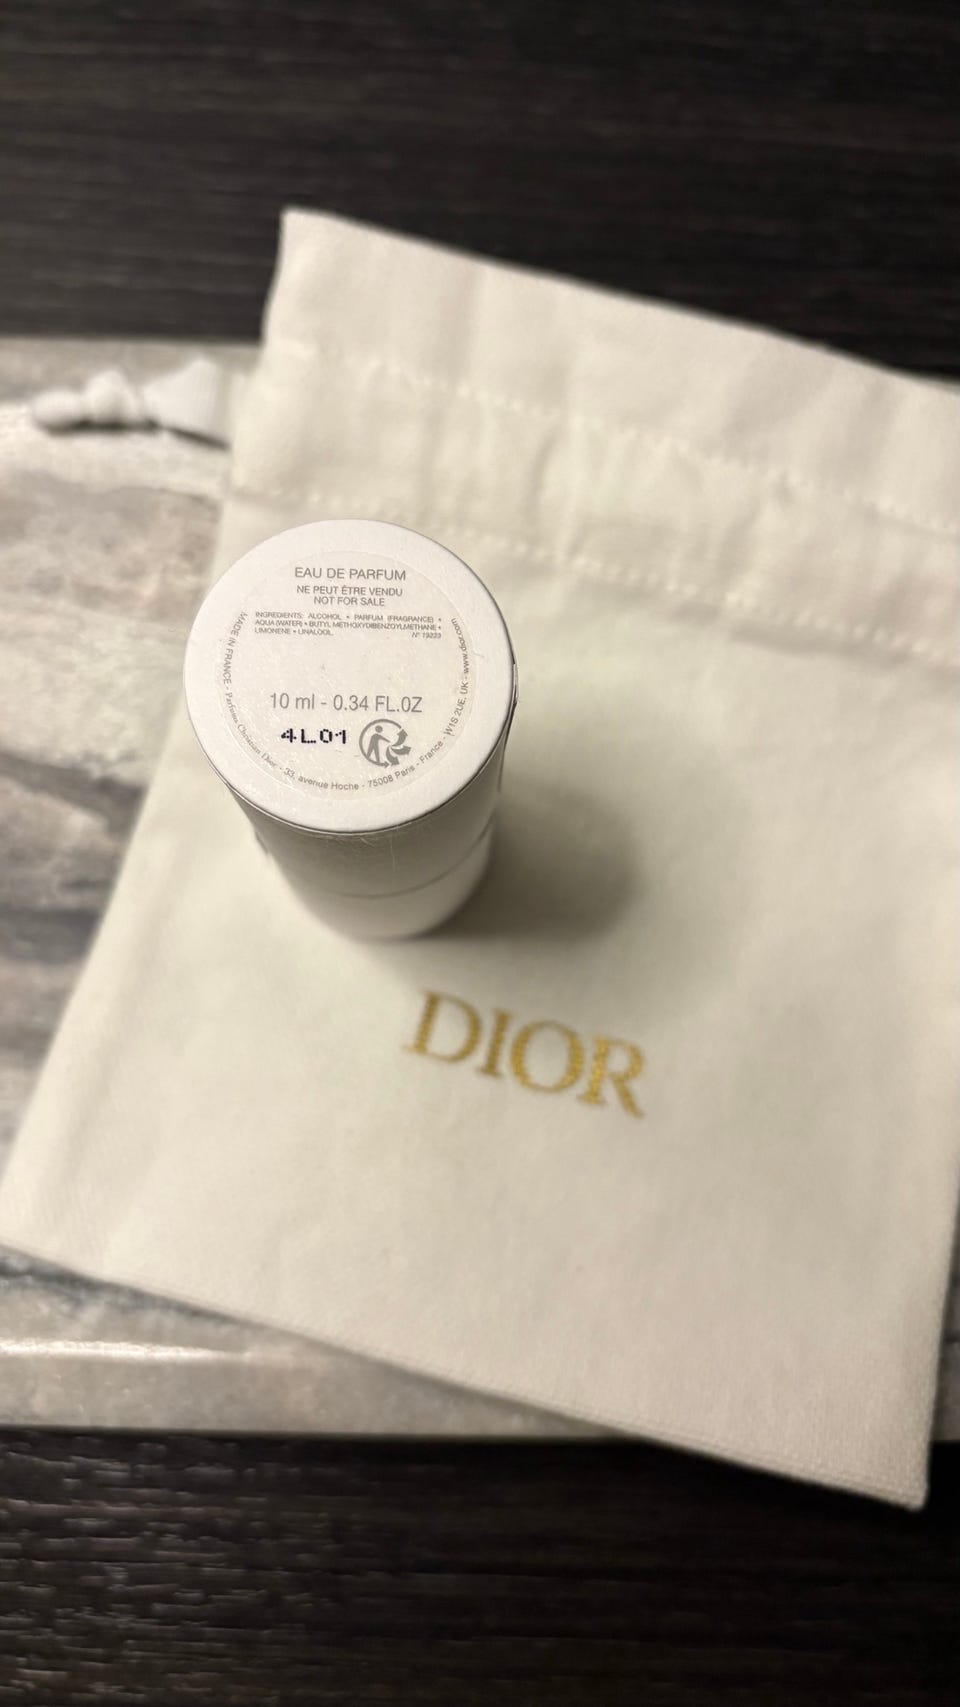 EAU DE PARFUM
NE PEUT ÊTRE VENDU
NOT FOR SALE
INGREDIENTS: ALCOHOL • PARFUM (FRAGRANCE) •
AQUA (WATER) • BUTYL METHOXYDIBENZOYLMETHANE •
LIMONENE • LINALOOL. N° 19223
10 ml - 0.34 FL.OZ
4L01
MADE IN FRANCE - Parfums Christian Dior - 33, avenue Hoche - 75008 Paris - France - W1S 2UE. UK - www.dior.com
DIOR